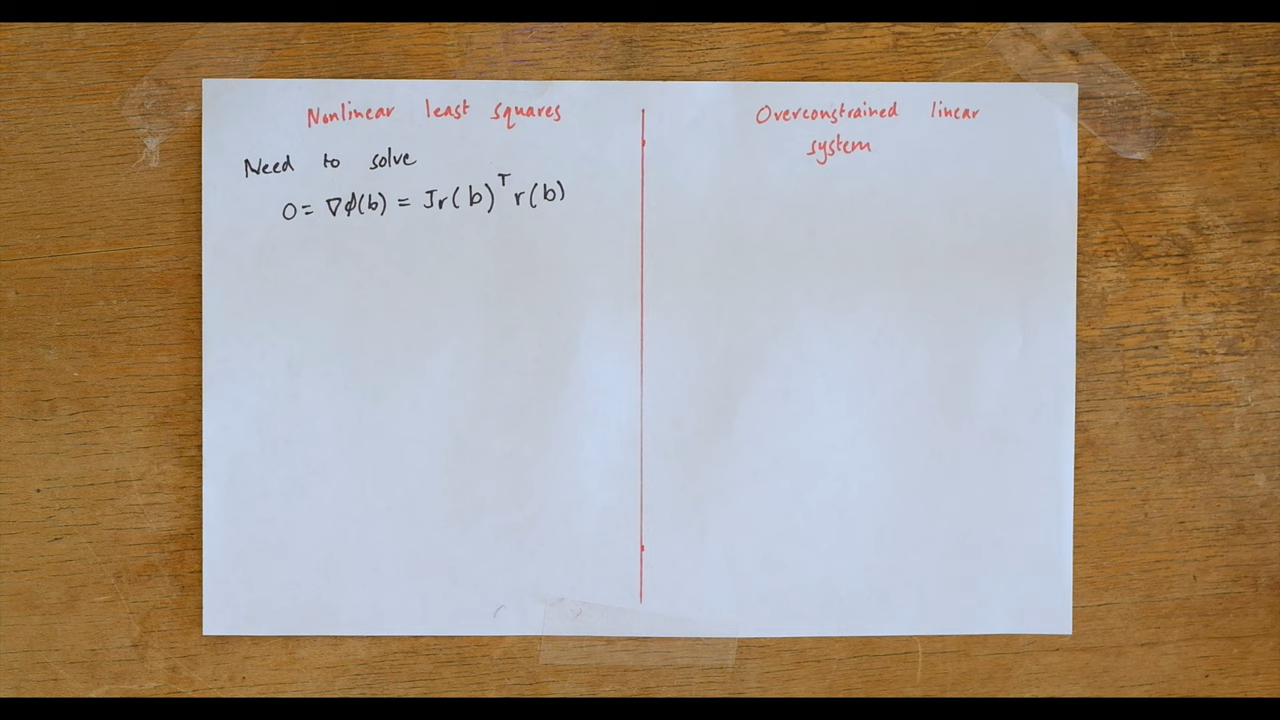 Nonlinear least squares
Need to solve
0 = ∇φ(b) = Jr(b)ᵀ r(b)
Overconstrained linear
system